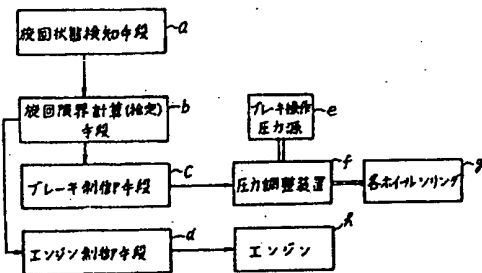 旋回状態検知手段
a
旋回限界計算(推定)
手段
b
ブレーキ操作
圧力源
e
ブレーキ制御手段
c
圧力調整装置
f
各ホイールシリンダ
g
エンジン制御手段
d
エンジン
h